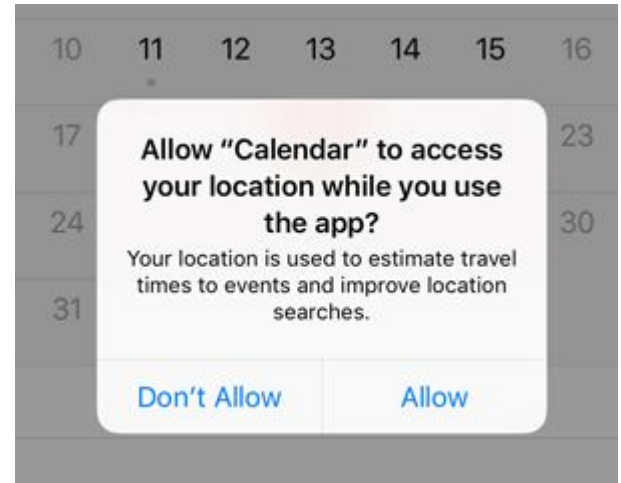 10 11 12 13 14 15 16
17
Allow “Calendar” to access
your location while you use
the app?
23
24
30
Your location is used to estimate travel
times to events and improve location
searches.
31
Don’t Allow
Allow